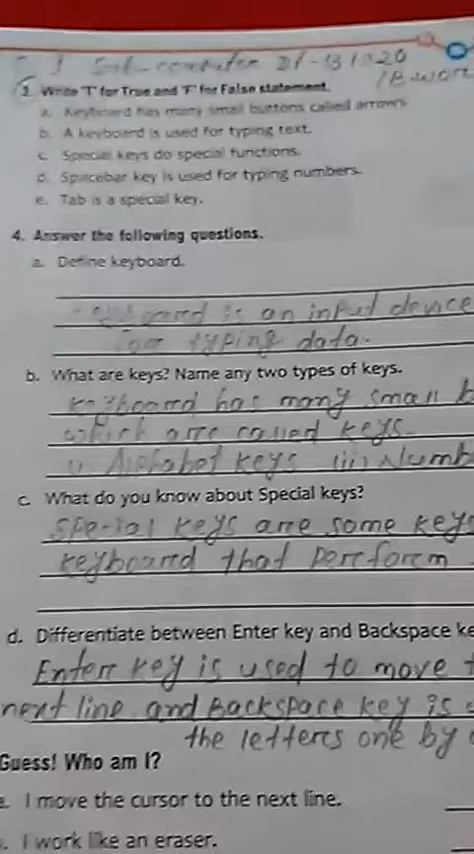 Sub - computer 21-131020
1. Write 'T' for True and 'F' for False statement.
a. Keyboard has many small buttons called arrows.
b. A keyboard is used for typing text.
c. Special keys do special functions.
d. Spacebar key is used for typing numbers.
e. Tab is a special key.
4. Answer the following questions.
a. Define keyboard.
is an input device
typing data.
b. What are keys? Name any two types of keys.
keyboard has many small b
which are called keys.
i) Alphabet keys (ii) Numb
c. What do you know about Special keys?
special keys are some keys
keyboard that perform
d. Differentiate between Enter key and Backspace ke
Enter key is used to move t
next line. and Backspace key is
the letters one by
Guess! Who am I?
a. I move the cursor to the next line.
. I work like an eraser.